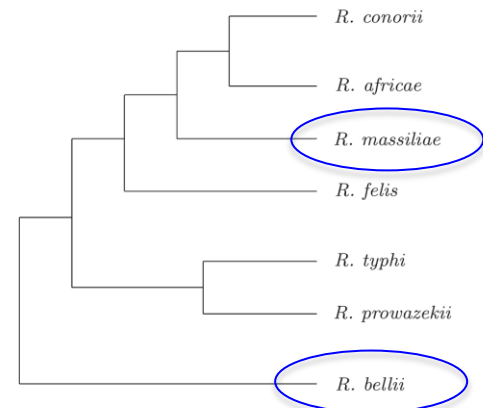 R. conorii
R. africae
R. massiliae
R. felis
R. typhi
R. prowazekii
R. bellii